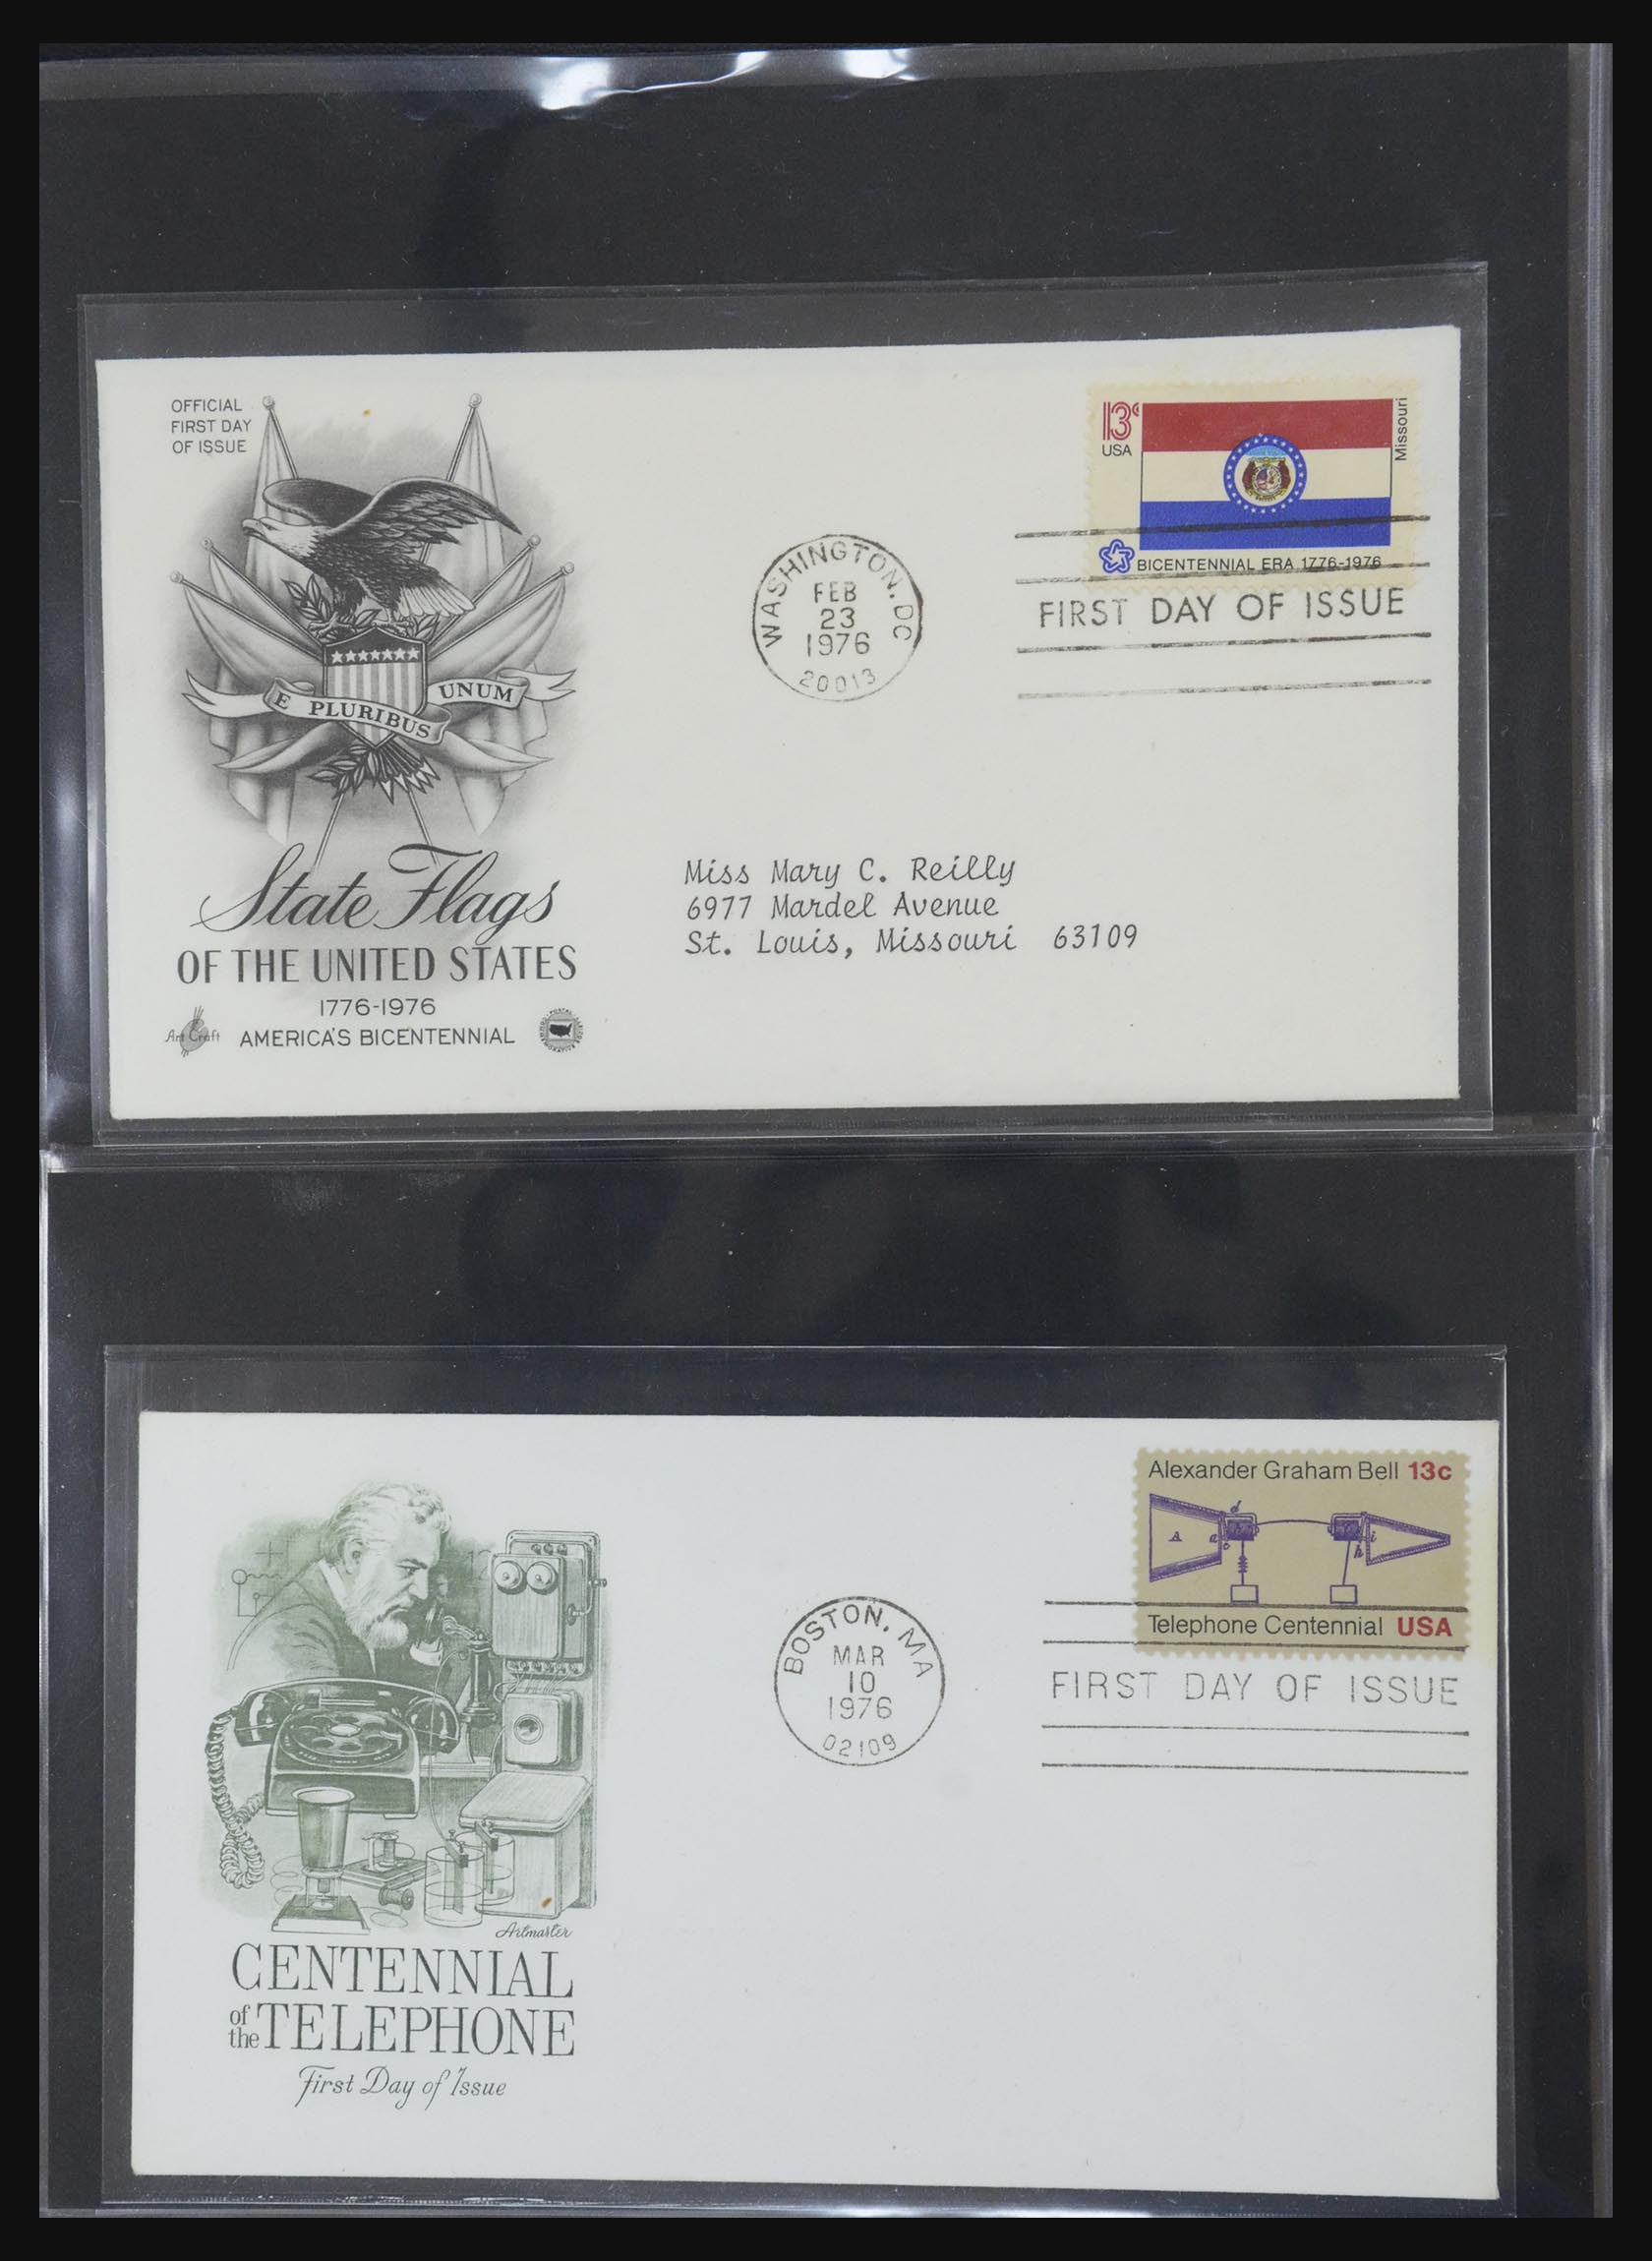 OFFICIAL
FIRST DAY
OF ISSUE
E PLURIBUS UNUM
State Flags
OF THE UNITED STATES
1776-1976
AMERICA'S BICENTENNIAL
Art Craft
WASHINGTON, DC
FEB
23
1976
20013
13c
USA
Missouri
BICENTENNIAL ERA 1776-1976
FIRST DAY OF ISSUE
Miss Mary C. Reilly
6977 Mardel Avenue
St. Louis, Missouri 63109
Artmaster
CENTENNIAL
of the TELEPHONE
First Day of Issue
BOSTON, MA
MAR
10
1976
02109
Alexander Graham Bell 13c
A
d
a
c
i
h
Telephone Centennial USA
FIRST DAY OF ISSUE